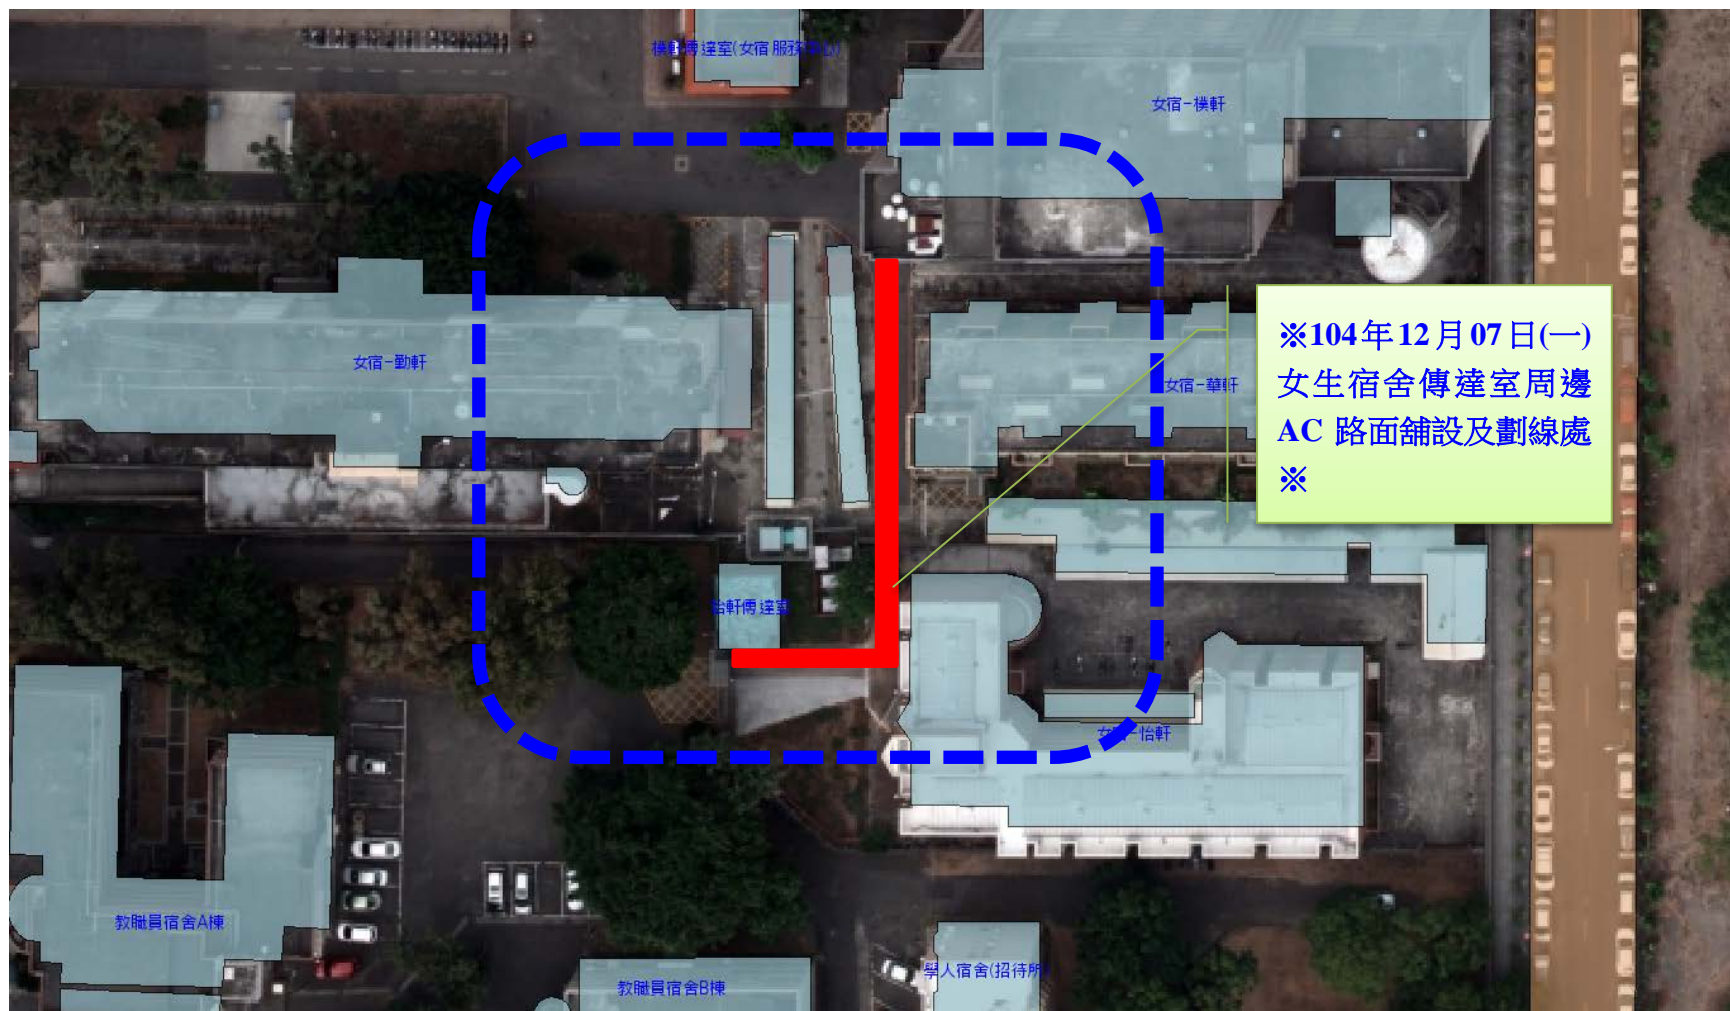 樸軒傳達室(女宿服務中心)
女宿-樸軒
女宿-勤軒
女宿-華軒
※104年12月07日(一)
女生宿舍傳達室周邊
AC 路面舖設及劃線處
※
怡軒傳達室
女宿-怡軒
教職員宿舍A棟
教職員宿舍B棟
學人宿舍(招待所)